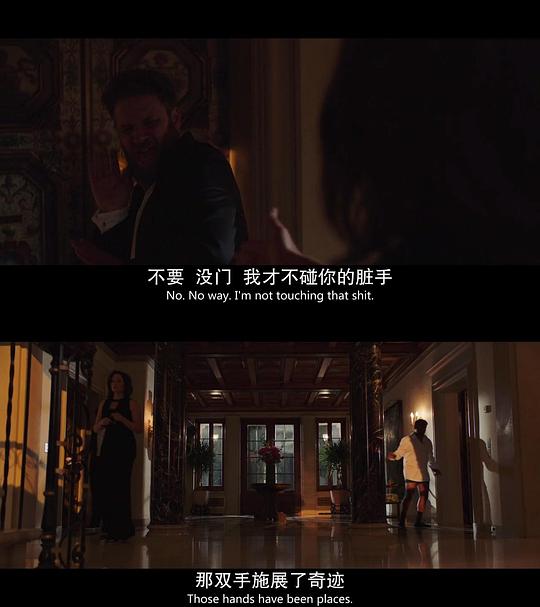 不要 没门 我才不碰你的脏手
No. No way. I'm not touching that shit.
那双手施展了奇迹
Those hands have been places.